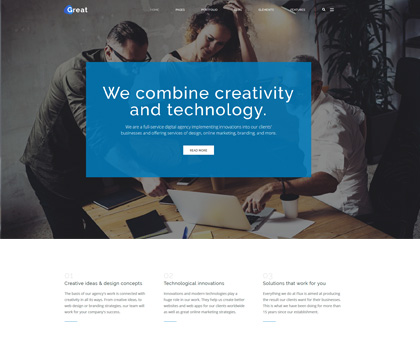 Great
HOME PAGES PORTFOLIO ELEMENTS FEATURES
We combine creativity
and technology.
We are a full-service digital agency implementing innovations into our clients'
businesses and offering services of design, online marketing, branding, and more.
READ MORE
01 02 03
Creative ideas & design concepts Technological innovations Solutions that work for you
The team of our agency's work is connected with
creativity in all its ways. From creative ideas, to
web design or branding strategies, our team will
work for your company's success.
Innovations and modern technologies play a
huge role in our work. They help us create better
websites and web apps for our clients worldwide
as well as great online marketing strategies.
Everything we do at Flux is aimed at producing
the result our clients want for their businesses.
This is what we have been doing for more than
15 years since our establishment.